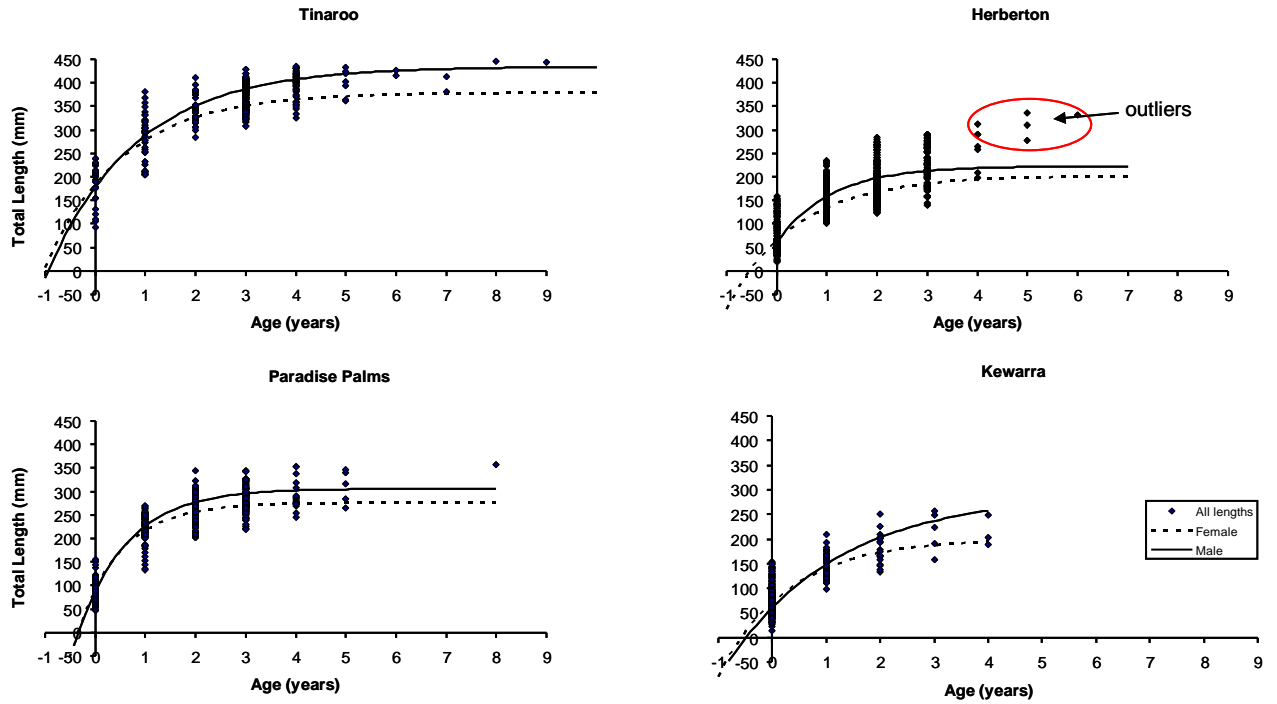 Tinaroo
450
400
350
300
250
200
150
100
50
0
-50
Total Length (mm)
-1 0 1 2 3 4 5 6 7 8 9
Age (years)
Herberton
450
400
350
300
250
200
150
100
50
0
-50
outliers
-1 0 1 2 3 4 5 6 7 8 9
Age (years)
Paradise Palms
450
400
350
300
250
200
150
100
50
0
-50
Total Length (mm)
-1 0 1 2 3 4 5 6 7 8 9
Age (years)
Kewarra
450
400
350
300
250
200
150
100
50
0
-50
All lengths
Female
Male
-1 0 1 2 3 4 5 6 7 8 9
Age (years)